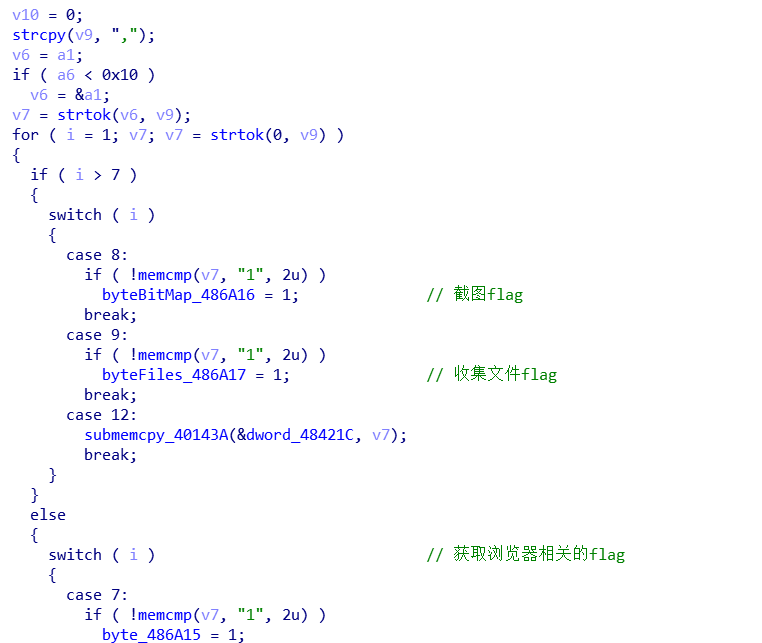 v10 = 0;
strcpy(v9, ",");
v6 = a1;
if ( a6 < 0x10 )
  v6 = &a1;
v7 = strtok(v6, v9);
for ( i = 1; v7; v7 = strtok(0, v9) )
{
  if ( i > 7 )
  {
    switch ( i )
    {
      case 8:
        if ( !memcmp(v7, "1", 2u) )
          byteBitMap_486A16 = 1;              // 截图flag
        break;
      case 9:
        if ( !memcmp(v7, "1", 2u) )
          byteFiles_486A17 = 1;               // 收集文件flag
        break;
      case 12:
        submemcpy_40143A(&dword_48421C, v7);
        break;
    }
  }
  else
  {
    switch ( i )                              // 获取浏览器相关的flag
    {
      case 7:
        if ( !memcmp(v7, "1", 2u) )
          byte_486A15 = 1;